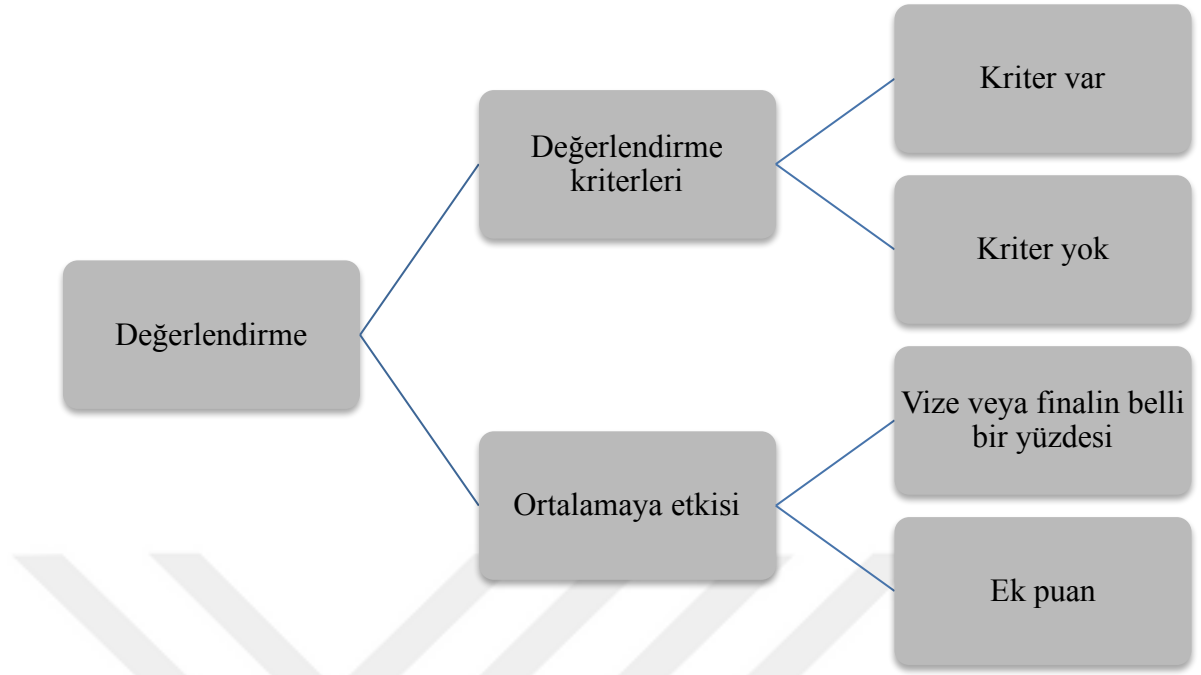 Değerlendirme
Değerlendirme
kriterleri
Kriter var
Kriter yok
Ortalamaya etkisi
Vize veya finalin belli
bir yüzdesi
Ek puan